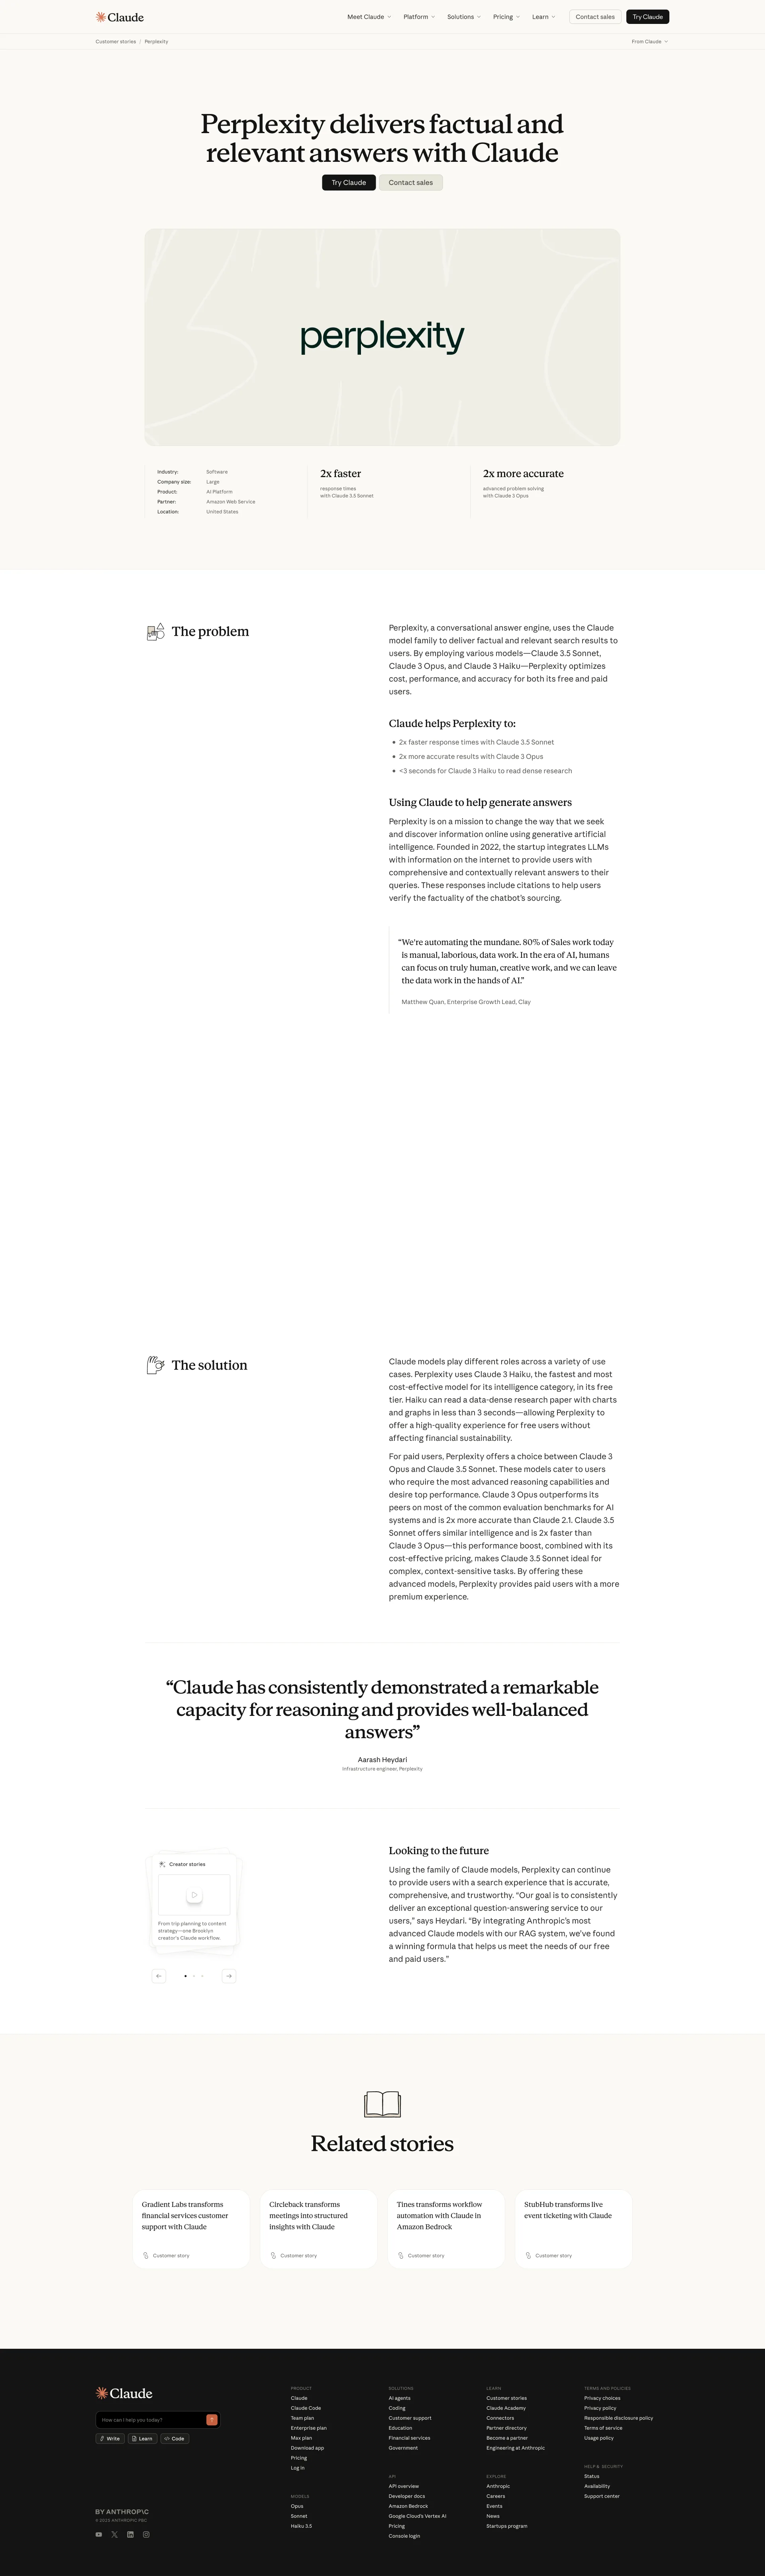 Claude
Meet Claude
Platform
Solutions
Pricing
Learn
Contact sales
Try Claude
Customer stories / Perplexity
From Claude
Perplexity delivers factual and
relevant answers with Claude
Try Claude
Contact sales
perplexity
Industry: Software
Company size: Large
Product: AI Platform
Partner: Amazon Web Service
Location: United States
2x faster
response times
with Claude 3.5 Sonnet
2x more accurate
advanced problem solving
with Claude 3 Opus
The problem
Perplexity, a conversational answer engine, uses the Claude
model family to deliver factual and relevant search results to
users. By employing various models—Claude 3.5 Sonnet,
Claude 3 Opus, and Claude 3 Haiku—Perplexity optimizes
cost, performance, and accuracy for both its free and paid
users.
Claude helps Perplexity to:
• 2x faster response times with Claude 3.5 Sonnet
• 2x more accurate results with Claude 3 Opus
• <3 seconds for Claude 3 Haiku to read dense research
Using Claude to help generate answers
Perplexity is on a mission to change the way that we seek
and discover information online using generative artificial
intelligence. Founded in 2022, the startup integrates LLMs
with information on the internet to provide users with
comprehensive and contextually relevant answers to their
queries. These responses include citations to help users
verify the factuality of the chatbot's sourcing.
“We're automating the mundane. 80% of Sales work today
is manual, laborious, data work. In the era of AI, humans
can focus on truly human, creative work, and we can leave
the data work in the hands of AI.”
Matthew Quan, Enterprise Growth Lead, Clay
The solution
Claude models play different roles across a variety of use
cases. Perplexity uses Claude 3 Haiku, the fastest and most
cost-effective model for its intelligence category, in its free
tier. Haiku can read a data-dense research paper with charts
and graphs in less than 3 seconds—allowing Perplexity to
offer a high-quality experience for free users without
affecting financial sustainability.
For paid users, Perplexity offers a choice between Claude 3
Opus and Claude 3.5 Sonnet. These models cater to users
who require the most advanced reasoning capabilities and
desire top performance. Claude 3 Opus outperforms its
peers on most of the common evaluation benchmarks for AI
systems and is 2x more accurate than Claude 2.1. Claude 3.5
Sonnet offers similar intelligence and is 2x faster than
Claude 3 Opus—this performance boost, combined with its
cost-effective pricing, makes Claude 3.5 Sonnet ideal for
complex, context-sensitive tasks. By offering these
advanced models, Perplexity provides paid users with a more
premium experience.
“Claude has consistently demonstrated a remarkable
capacity for reasoning and provides well-balanced
answers”
Aarash Heydari
Infrastructure engineer, Perplexity
Creator stories
From trip planning to content
strategy—one Brooklyn
creator's Claude workflow.
Looking to the future
Using the family of Claude models, Perplexity can continue
to provide users with a search experience that is accurate,
comprehensive, and trustworthy. “Our goal is to consistently
deliver an exceptional question-answering service to our
users,” says Heydari. “By integrating Anthropic's most
advanced Claude models with our RAG system, we've found
a winning formula that helps us meet the needs of our free
and paid users.”
Related stories
Gradient Labs transforms
financial services customer
support with Claude
Customer story
Circleback transforms
meetings into structured
insights with Claude
Customer story
Tines transforms workflow
automation with Claude in
Amazon Bedrock
Customer story
StubHub transforms live
event ticketing with Claude
Customer story
Claude
How can I help you today?
Write
Learn
Code
BY ANTHROPIC
© 2025 ANTHROPIC PBC
PRODUCT
Claude
Claude Code
Team plan
Enterprise plan
Max plan
Download app
Pricing
Log in
MODELS
Opus
Sonnet
Haiku 3.5
SOLUTIONS
AI agents
Coding
Customer support
Education
Financial services
Government
API
API overview
Developer docs
Amazon Bedrock
Google Cloud's Vertex AI
Pricing
Console login
LEARN
Customer stories
Claude Academy
Connectors
Partner directory
Become a partner
Engineering at Anthropic
EXPLORE
Anthropic
Careers
Events
News
Startups program
TERMS AND POLICIES
Privacy choices
Privacy policy
Responsible disclosure policy
Terms of service
Usage policy
HELP & SECURITY
Status
Availability
Support center